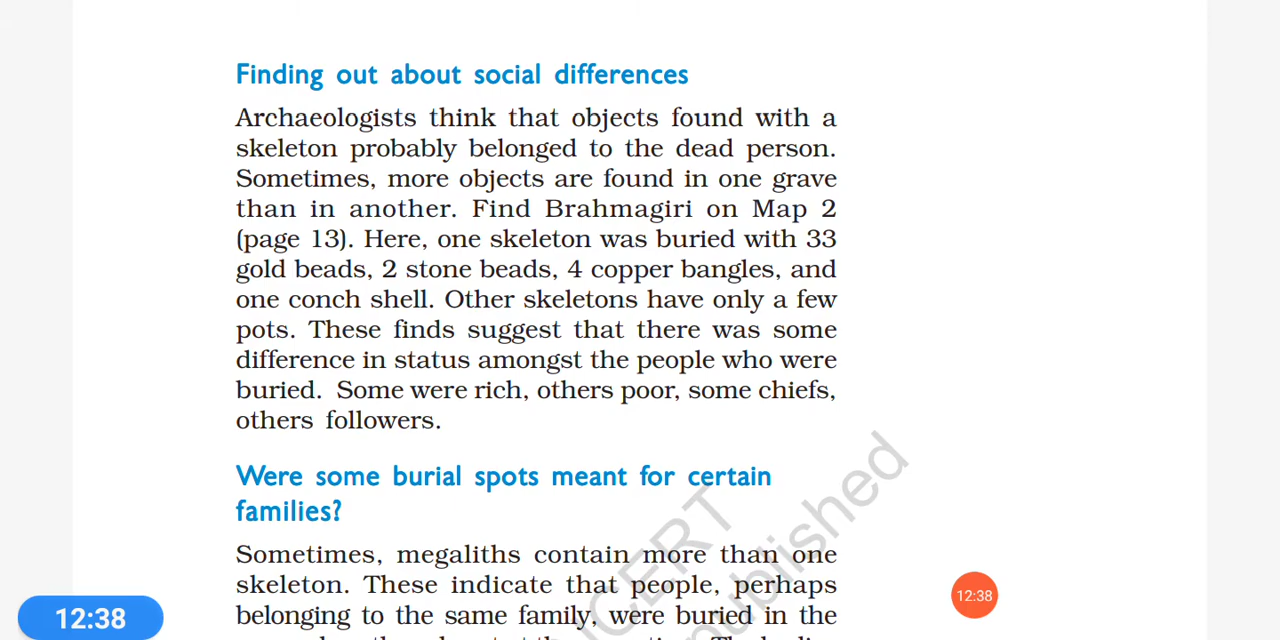 Finding out about social differences
Archaeologists think that objects found with a
skeleton probably belonged to the dead person.
Sometimes, more objects are found in one grave
than in another. Find Brahmagiri on Map 2
(page 13). Here, one skeleton was buried with 33
gold beads, 2 stone beads, 4 copper bangles, and
one conch shell. Other skeletons have only a few
pots. These finds suggest that there was some
difference in status amongst the people who were
buried. Some were rich, others poor, some chiefs,
others followers.
Were some burial spots meant for certain
families?
Sometimes, megaliths contain more than one
skeleton. These indicate that people, perhaps
belonging to the same family, were buried in the
NCERT
published
12:38
12:38